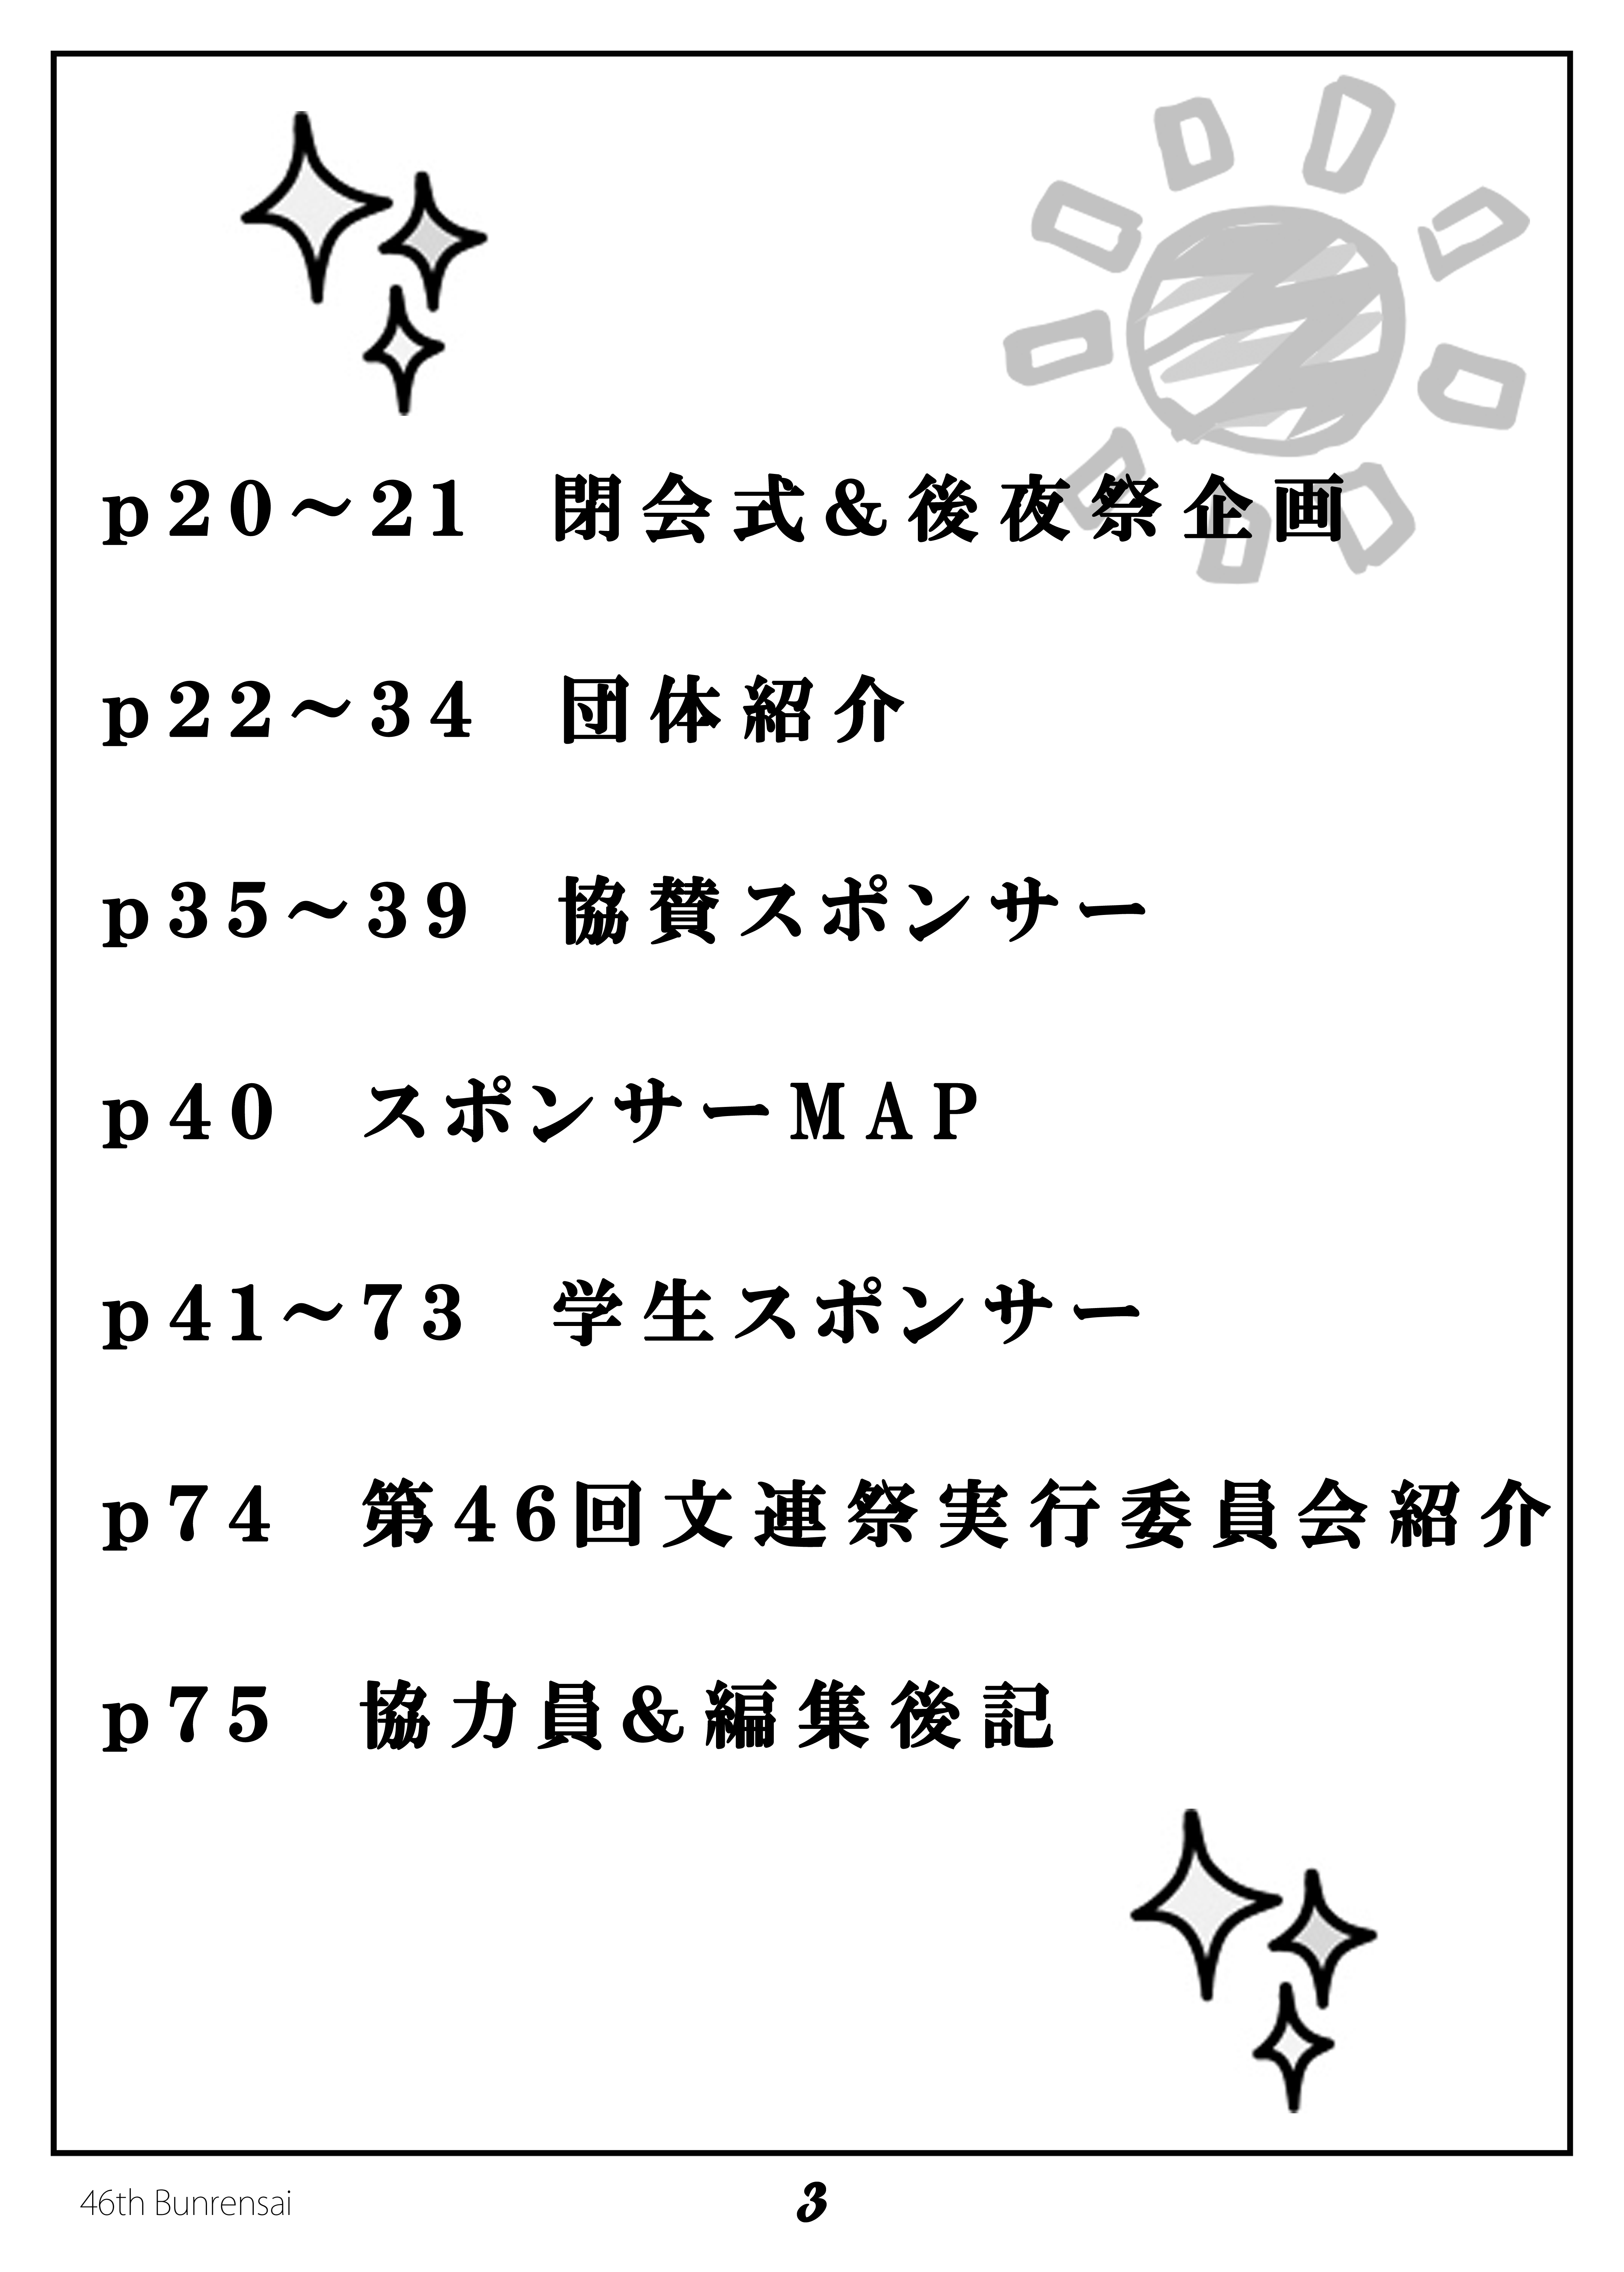 p20～21　閉会式&後夜祭企画
p22～34　団体紹介
p35～39　協賛スポンサー
p40　スポンサーMAP
p41～73　学生スポンサー
p74　第46回文連祭実行委員会紹介
p75　協力員&編集後記
46th Bunrensai
3